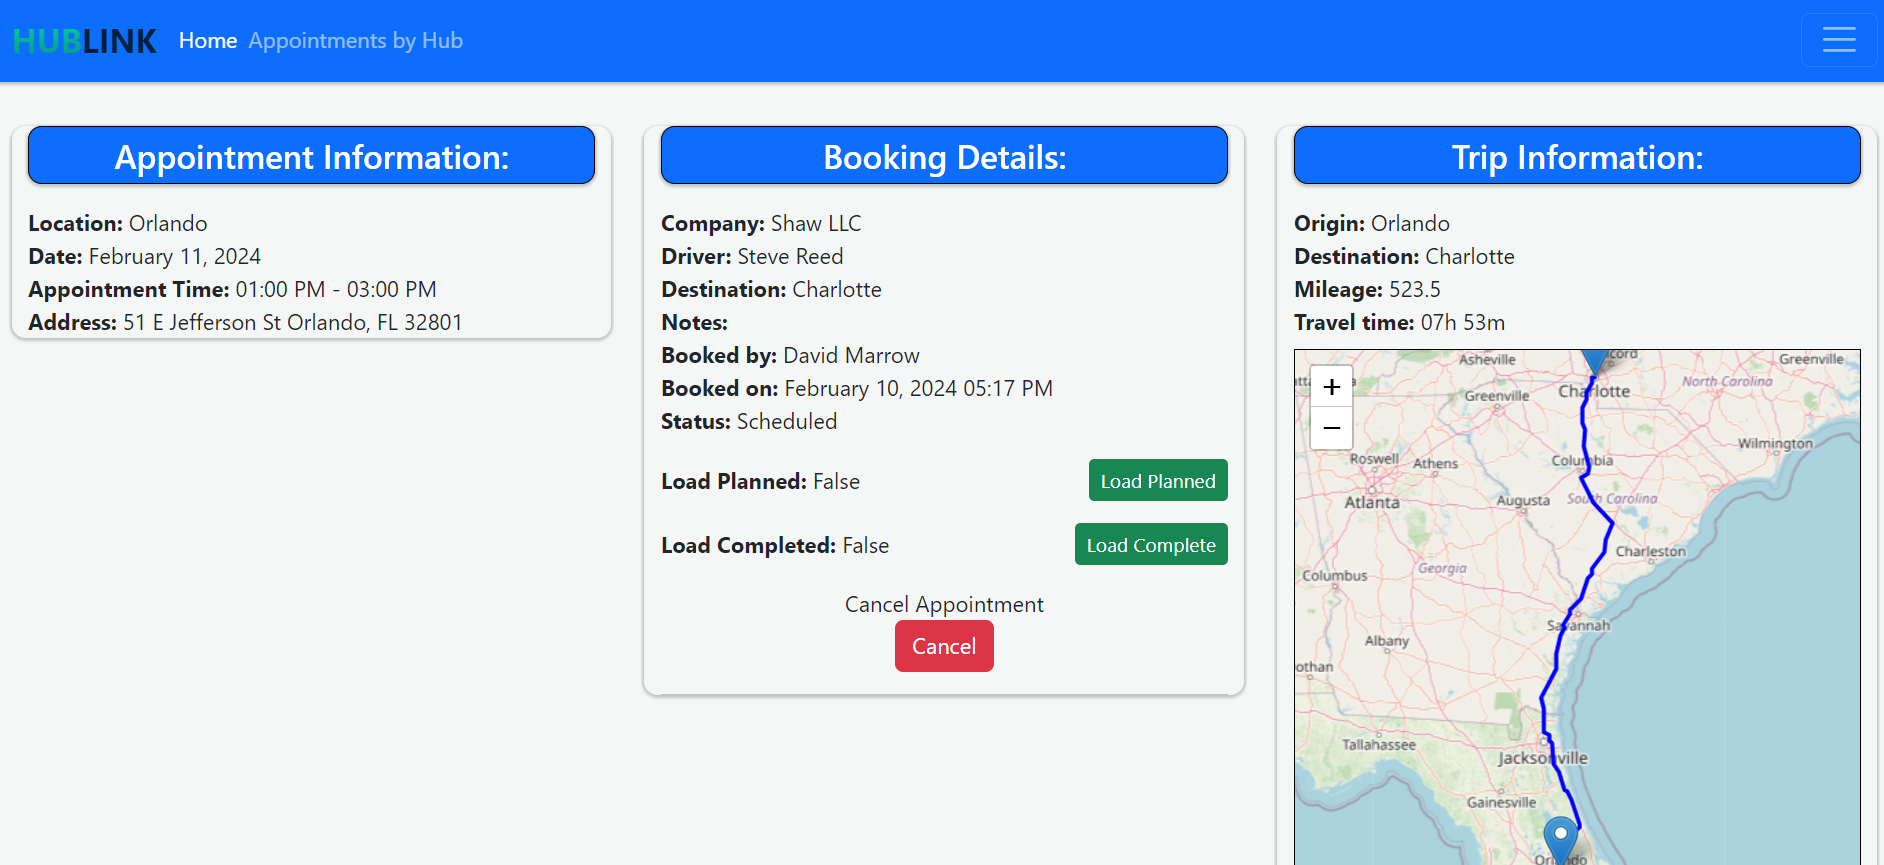 HUBLINK Home Appointments by Hub
Appointment Information:
Location: Orlando
Date: February 11, 2024
Appointment Time: 01:00 PM - 03:00 PM
Address: 51 E Jefferson St Orlando, FL 32801
Booking Details:
Company: Shaw LLC
Driver: Steve Reed
Destination: Charlotte
Notes:
Booked by: David Marrow
Booked on: February 10, 2024 05:17 PM
Status: Scheduled
Load Planned: False
Load Planned
Load Completed: False
Load Complete
Cancel Appointment
Cancel
Trip Information:
Origin: Orlando
Destination: Charlotte
Mileage: 523.5
Travel time: 07h 53m
+
−
Asheville
cord
Greenville
North Carolina
Charlotte
Greenville
Wilmington
Roswell
Athens
Columbia
Atlanta
Augusta
South Carolina
Charleston
Georgia
Columbus
Savannah
Albany
othan
Tallahassee
Jacksonville
Gainesville
Orlando